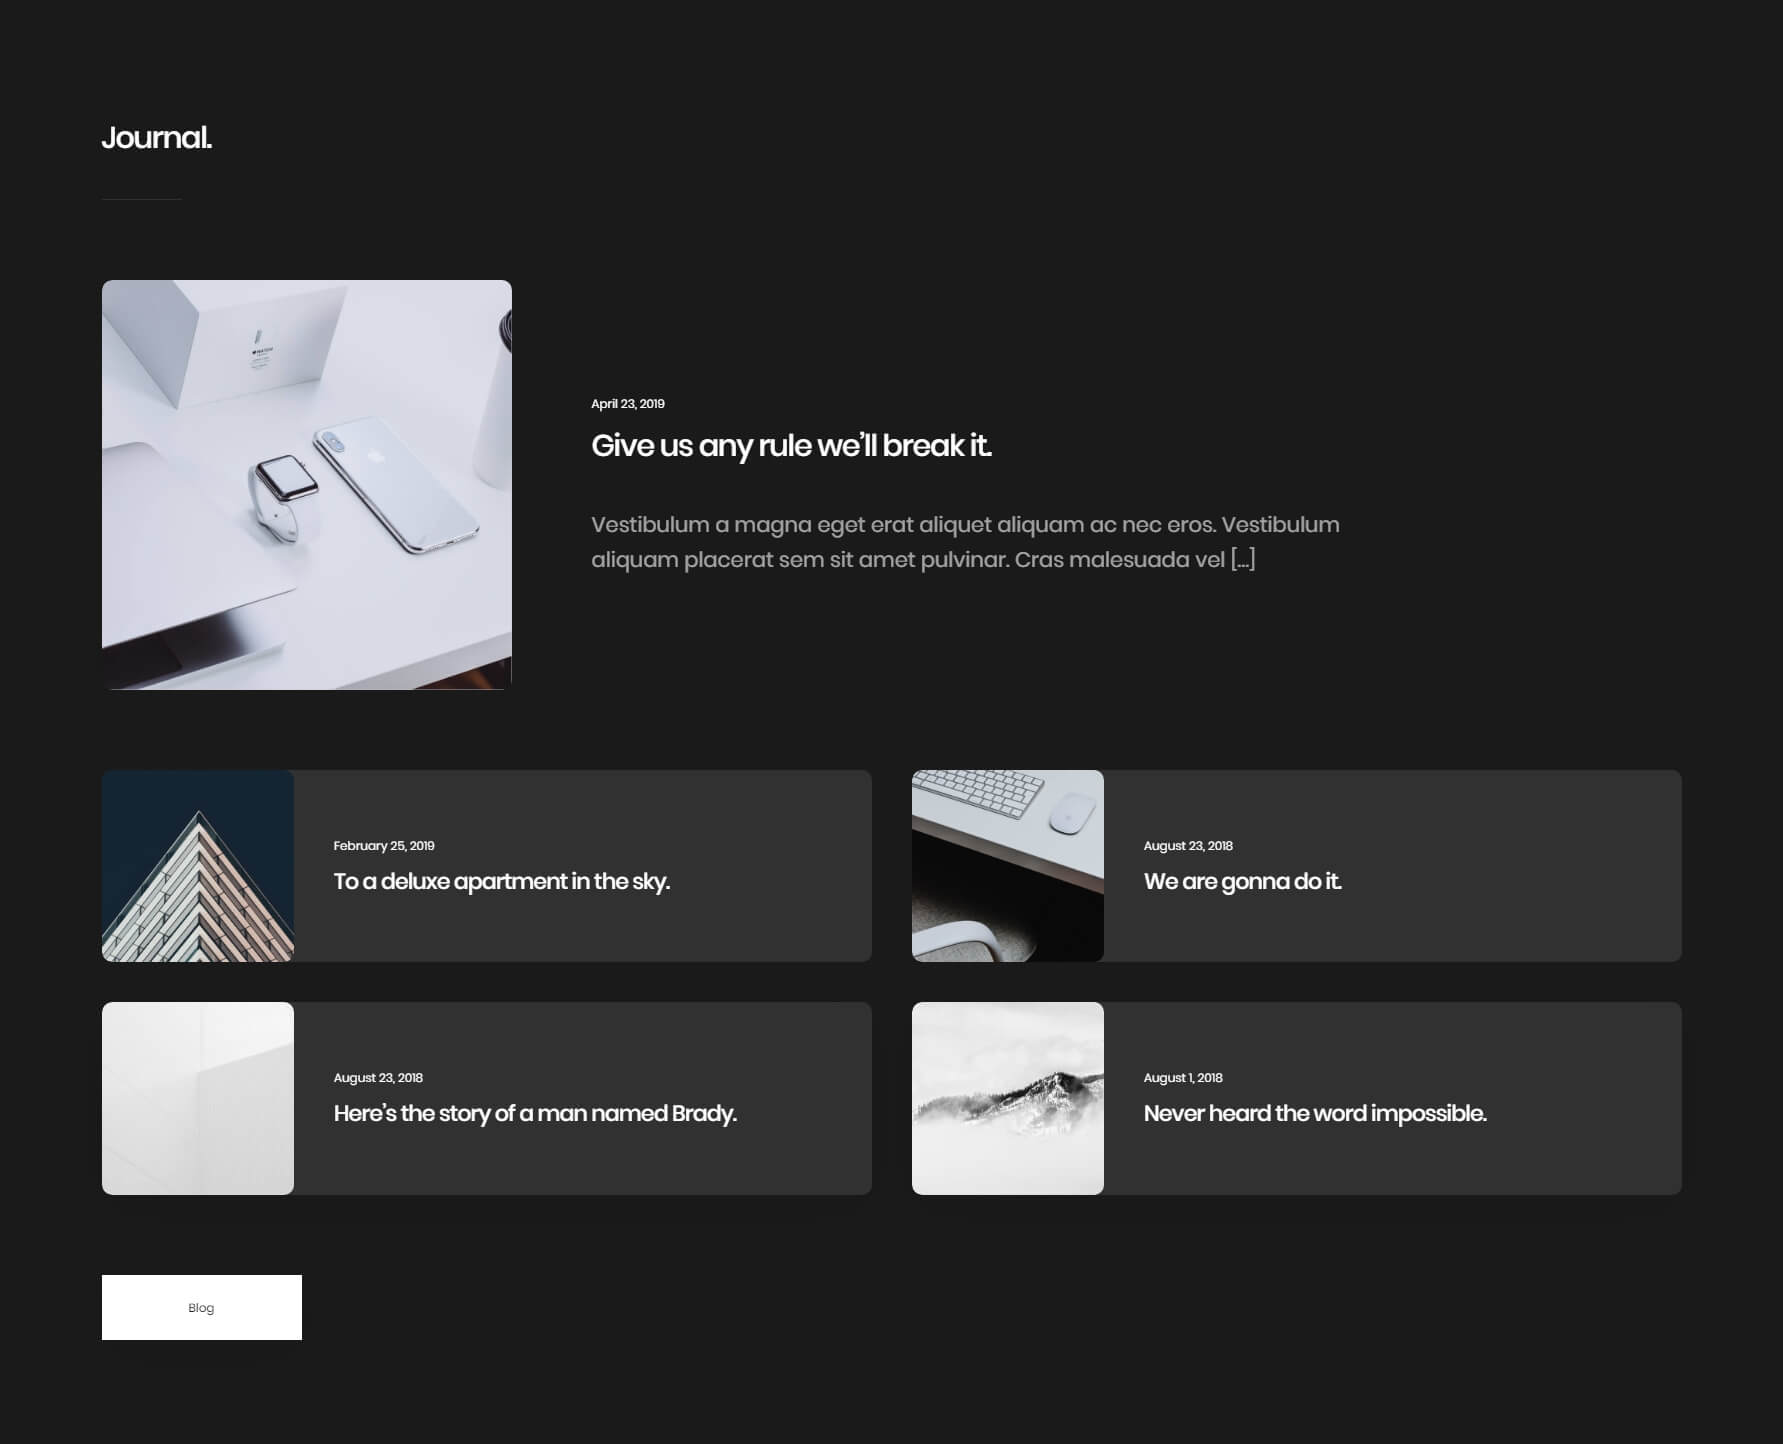 Journal.
April 23, 2019
Give us any rule we’ll break it.
Vestibulum a magna eget erat aliquet aliquam ac nec eros. Vestibulum
aliquam placerat sem sit amet pulvinar. Cras malesuada vel [...]
February 25, 2019
To a deluxe apartment in the sky.
August 23, 2018
We are gonna do it.
August 23, 2018
Here’s the story of a man named Brady.
August 1, 2018
Never heard the word impossible.
Blog